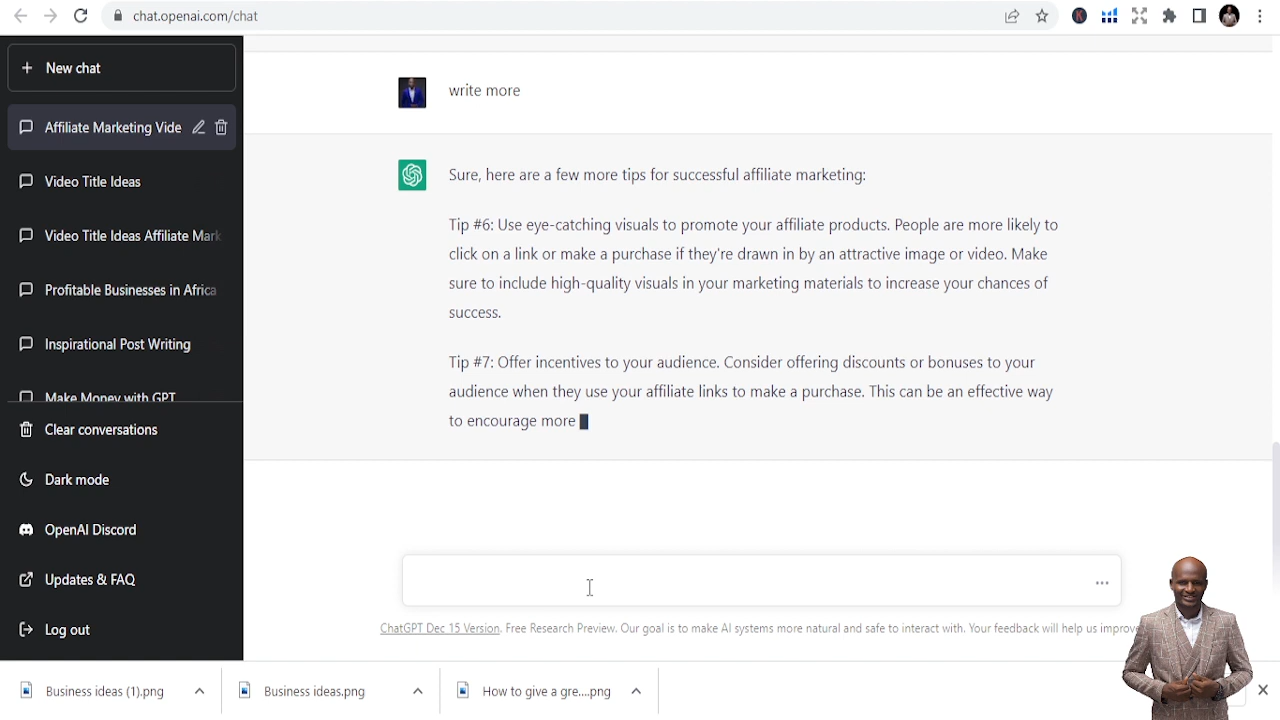 chat.openai.com/chat
New chat
Affiliate Marketing Vide
Video Title Ideas
Video Title Ideas Affiliate Mark
Profitable Businesses in Africa
Inspirational Post Writing
Make Money with GPT
Clear conversations
Dark mode
OpenAI Discord
Updates & FAQ
Log out
write more
Sure, here are a few more tips for successful affiliate marketing:
Tip #6: Use eye-catching visuals to promote your affiliate products. People are more likely to
click on a link or make a purchase if they're drawn in by an attractive image or video. Make
sure to include high-quality visuals in your marketing materials to increase your chances of
success.
Tip #7: Offer incentives to your audience. Consider offering discounts or bonuses to your
audience when they use your affiliate links to make a purchase. This can be an effective way
to encourage more
ChatGPT Dec 15 Version. Free Research Preview. Our goal is to make AI systems more natural and safe to interact with. Your feedback will help us improve
Business ideas (1).png
Business ideas.png
How to give a gre....png